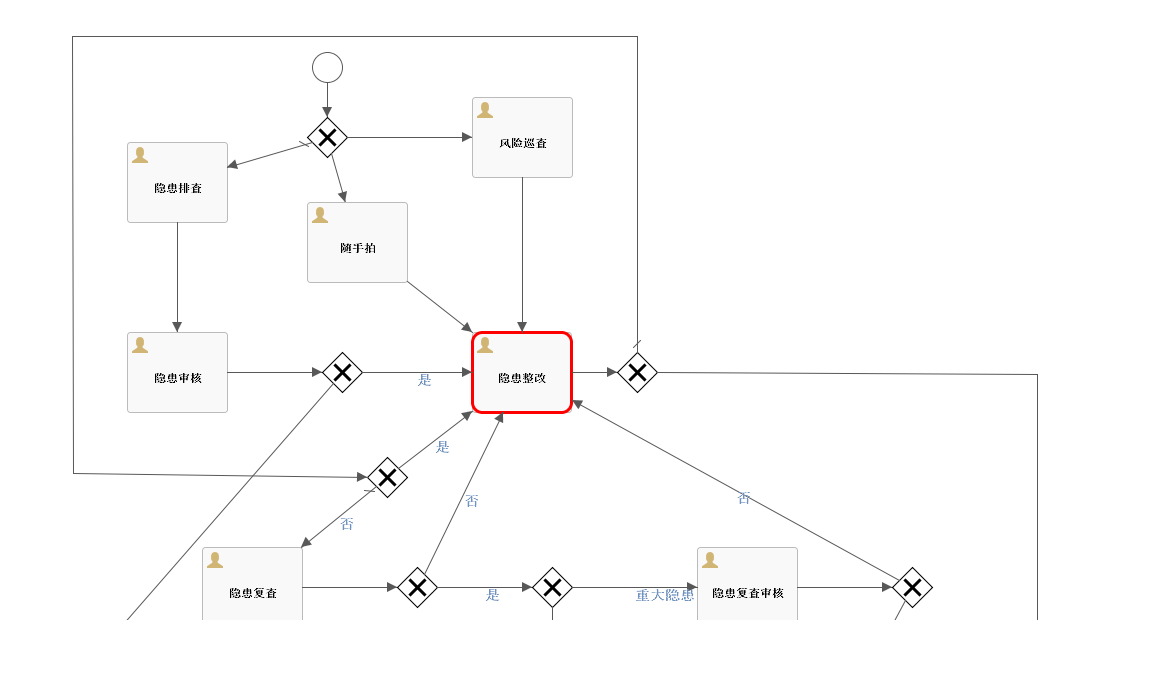 风险巡查
隐患排查
随手拍
隐患审核
是
隐患整改
是
否
否
否
隐患复查
是
重大隐患
隐患复查审核